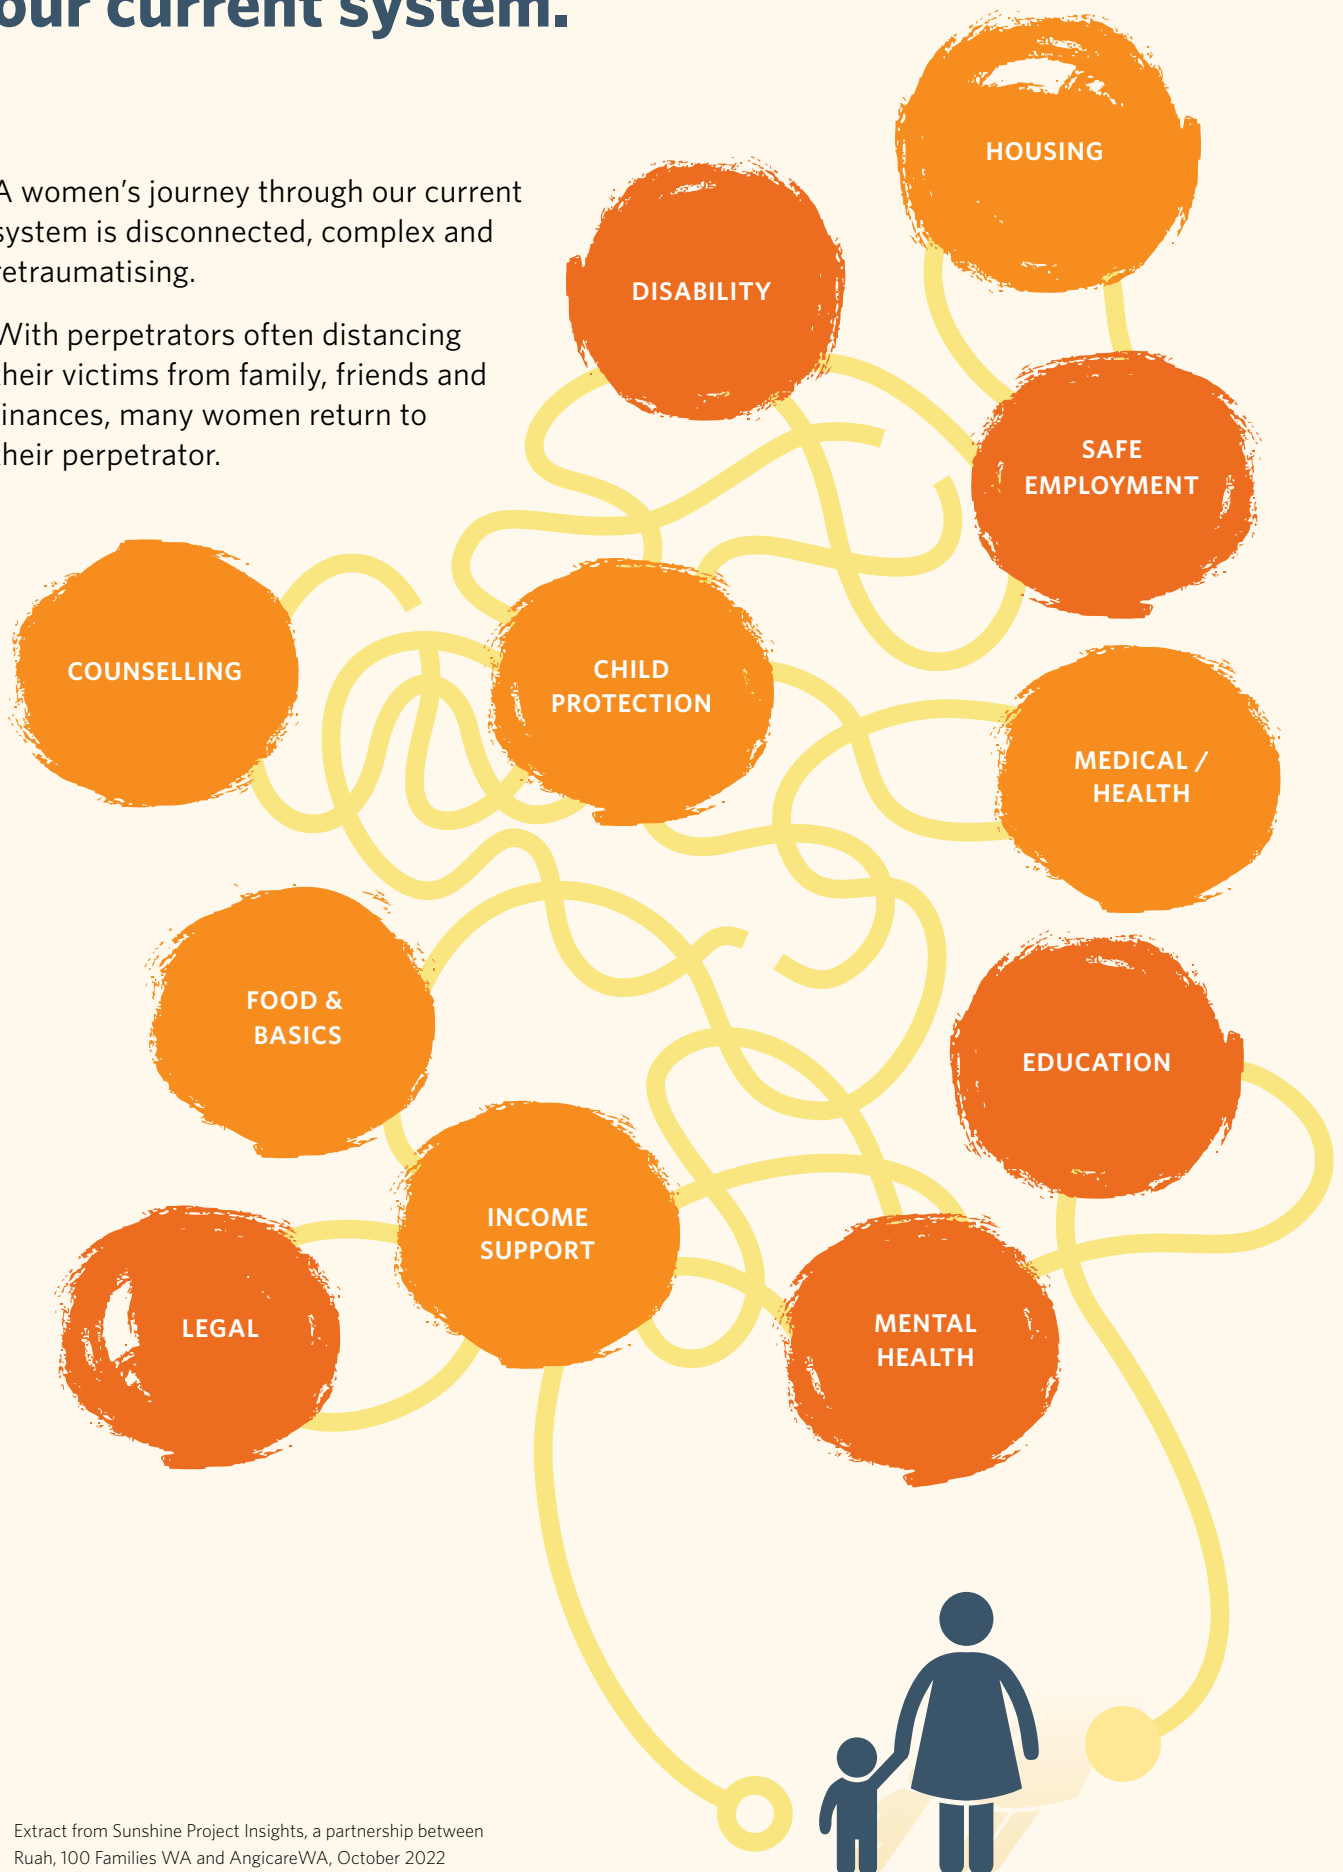 our current system.
A women's journey through our current
system is disconnected, complex and
retraumatising.
With perpetrators often distancing
their victims from family, friends and
finances, many women return to
their perpetrator.
HOUSING
DISABILITY
SAFE
EMPLOYMENT
COUNSELLING
CHILD
PROTECTION
MEDICAL /
HEALTH
FOOD &
BASICS
EDUCATION
INCOME
SUPPORT
LEGAL
MENTAL
HEALTH
Extract from Sunshine Project Insights, a partnership between
Ruah, 100 Families WA and AngicareWA, October 2022